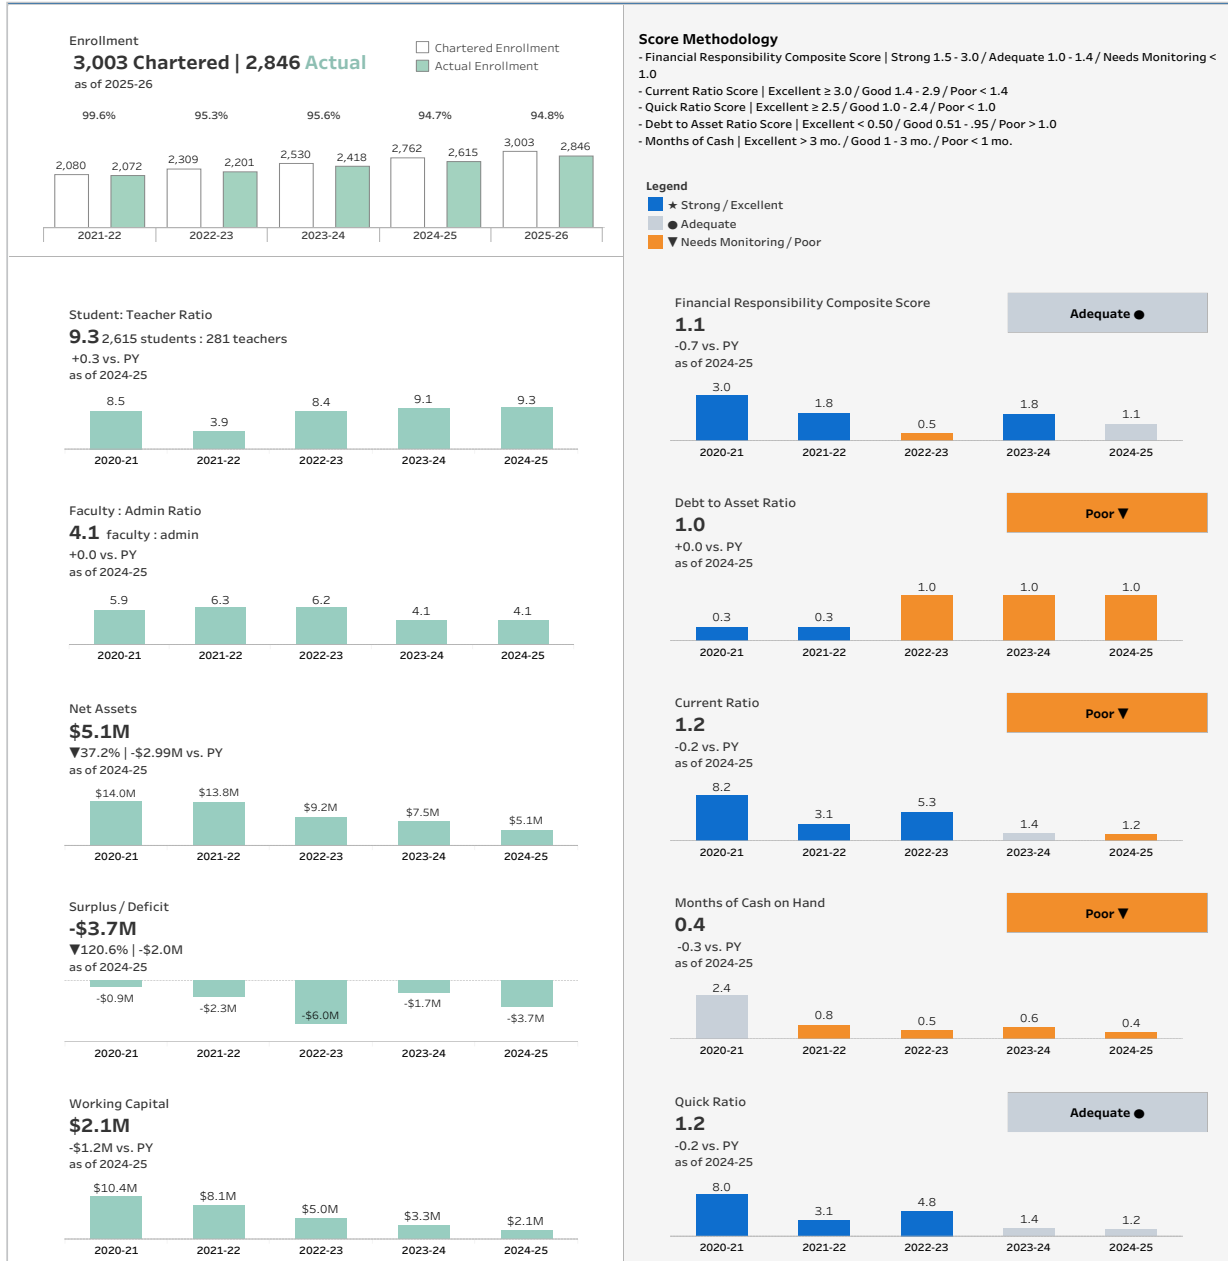 Enrollment
3,003 Chartered | 2,846 Actual
as of 2025-26
Chartered Enrollment
Actual Enrollment
99.6% 95.3% 95.6% 94.7% 94.8%
2,080 2,072 2,309 2,201 2,530 2,418 2,762 2,615 3,003 2,846
2021-22 2022-23 2023-24 2024-25 2025-26
Student: Teacher Ratio
9.3 2,615 students : 281 teachers
+0.3 vs. PY
as of 2024-25
8.5 3.9 8.4 9.1 9.3
2020-21 2021-22 2022-23 2023-24 2024-25
Faculty : Admin Ratio
4.1 faculty : admin
+0.0 vs. PY
as of 2024-25
5.9 6.3 6.2 4.1 4.1
2020-21 2021-22 2022-23 2023-24 2024-25
Net Assets
$5.1M
▼37.2% | -$2.99M vs. PY
as of 2024-25
$14.0M $13.8M $9.2M $7.5M $5.1M
2020-21 2021-22 2022-23 2023-24 2024-25
Surplus / Deficit
-$3.7M
▼120.6% | -$2.0M
as of 2024-25
-$0.9M -$2.3M -$6.0M -$1.7M -$3.7M
2020-21 2021-22 2022-23 2023-24 2024-25
Working Capital
$2.1M
-$1.2M vs. PY
as of 2024-25
$10.4M $8.1M $5.0M $3.3M $2.1M
2020-21 2021-22 2022-23 2023-24 2024-25
Score Methodology
- Financial Responsibility Composite Score | Strong 1.5 - 3.0 / Adequate 1.0 - 1.4 / Needs Monitoring <
1.0
- Current Ratio Score | Excellent ≥ 3.0 / Good 1.4 - 2.9 / Poor < 1.4
- Quick Ratio Score | Excellent ≥ 2.5 / Good 1.0 - 2.4 / Poor < 1.0
- Debt to Asset Ratio Score | Excellent < 0.50 / Good 0.51 - .95 / Poor > 1.0
- Months of Cash | Excellent > 3 mo. / Good 1 - 3 mo. / Poor < 1 mo.
Legend
★ Strong / Excellent
● Adequate
▼ Needs Monitoring / Poor
Financial Responsibility Composite Score
Adequate ●
1.1
-0.7 vs. PY
as of 2024-25
3.0 1.8 0.5 1.8 1.1
2020-21 2021-22 2022-23 2023-24 2024-25
Debt to Asset Ratio
Poor ▼
1.0
+0.0 vs. PY
as of 2024-25
0.3 0.3 1.0 1.0 1.0
2020-21 2021-22 2022-23 2023-24 2024-25
Current Ratio
Poor ▼
1.2
-0.2 vs. PY
as of 2024-25
8.2 3.1 5.3 1.4 1.2
2020-21 2021-22 2022-23 2023-24 2024-25
Months of Cash on Hand
Poor ▼
0.4
-0.3 vs. PY
as of 2024-25
2.4 0.8 0.5 0.6 0.4
2020-21 2021-22 2022-23 2023-24 2024-25
Quick Ratio
Adequate ●
1.2
-0.2 vs. PY
as of 2024-25
8.0 3.1 4.8 1.4 1.2
2020-21 2021-22 2022-23 2023-24 2024-25